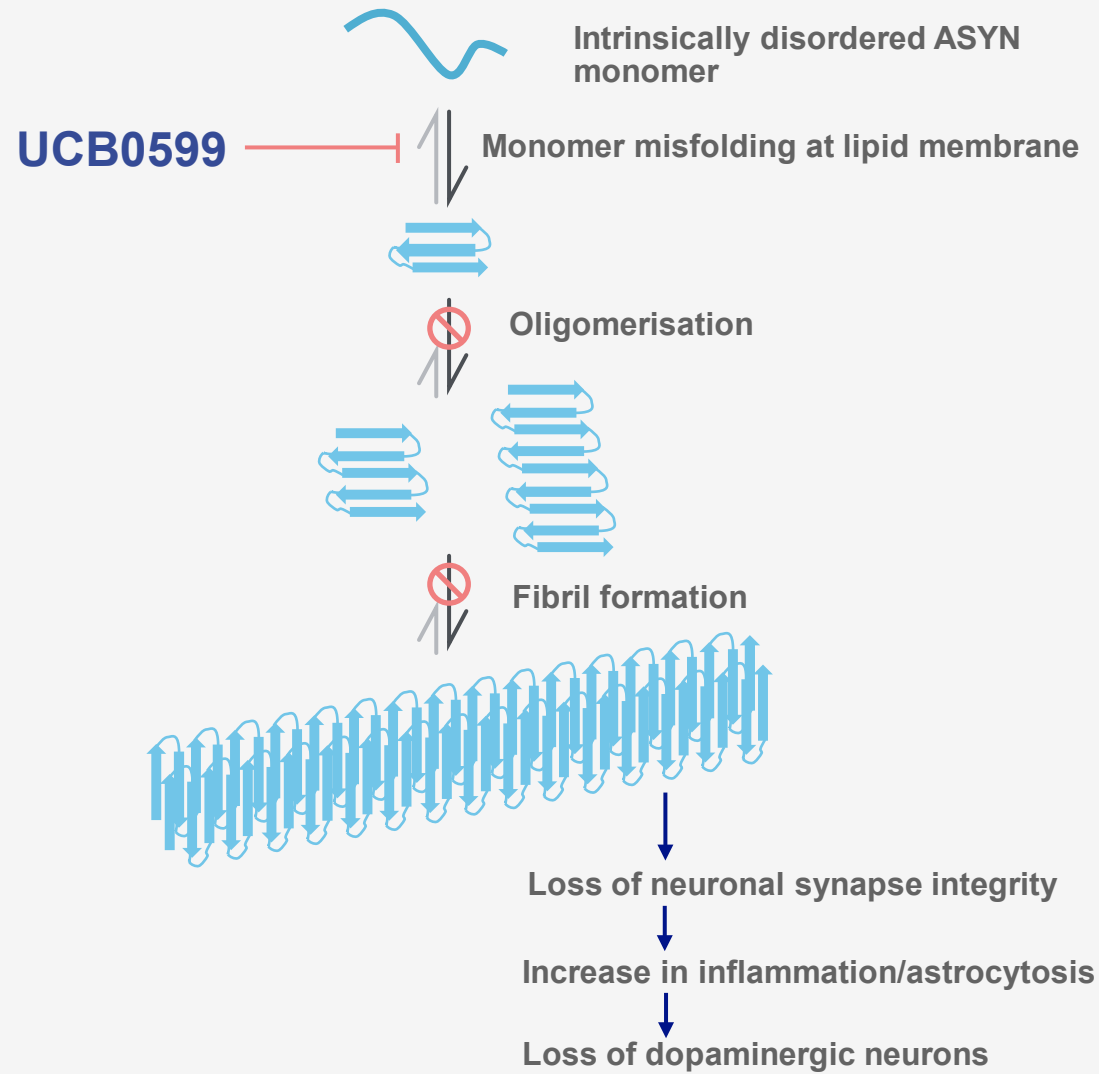 Intrinsically disordered ASYN
monomer
UCB0599
Monomer misfolding at lipid membrane
Oligomerisation
Fibril formation
Loss of neuronal synapse integrity
Increase in inflammation/astrocytosis
Loss of dopaminergic neurons